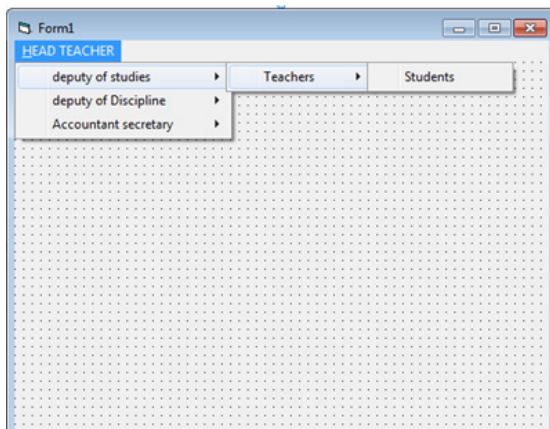 Form1
HEAD TEACHER
deputy of studies
Teachers
Students
deputy of Discipline
Accountant secretary